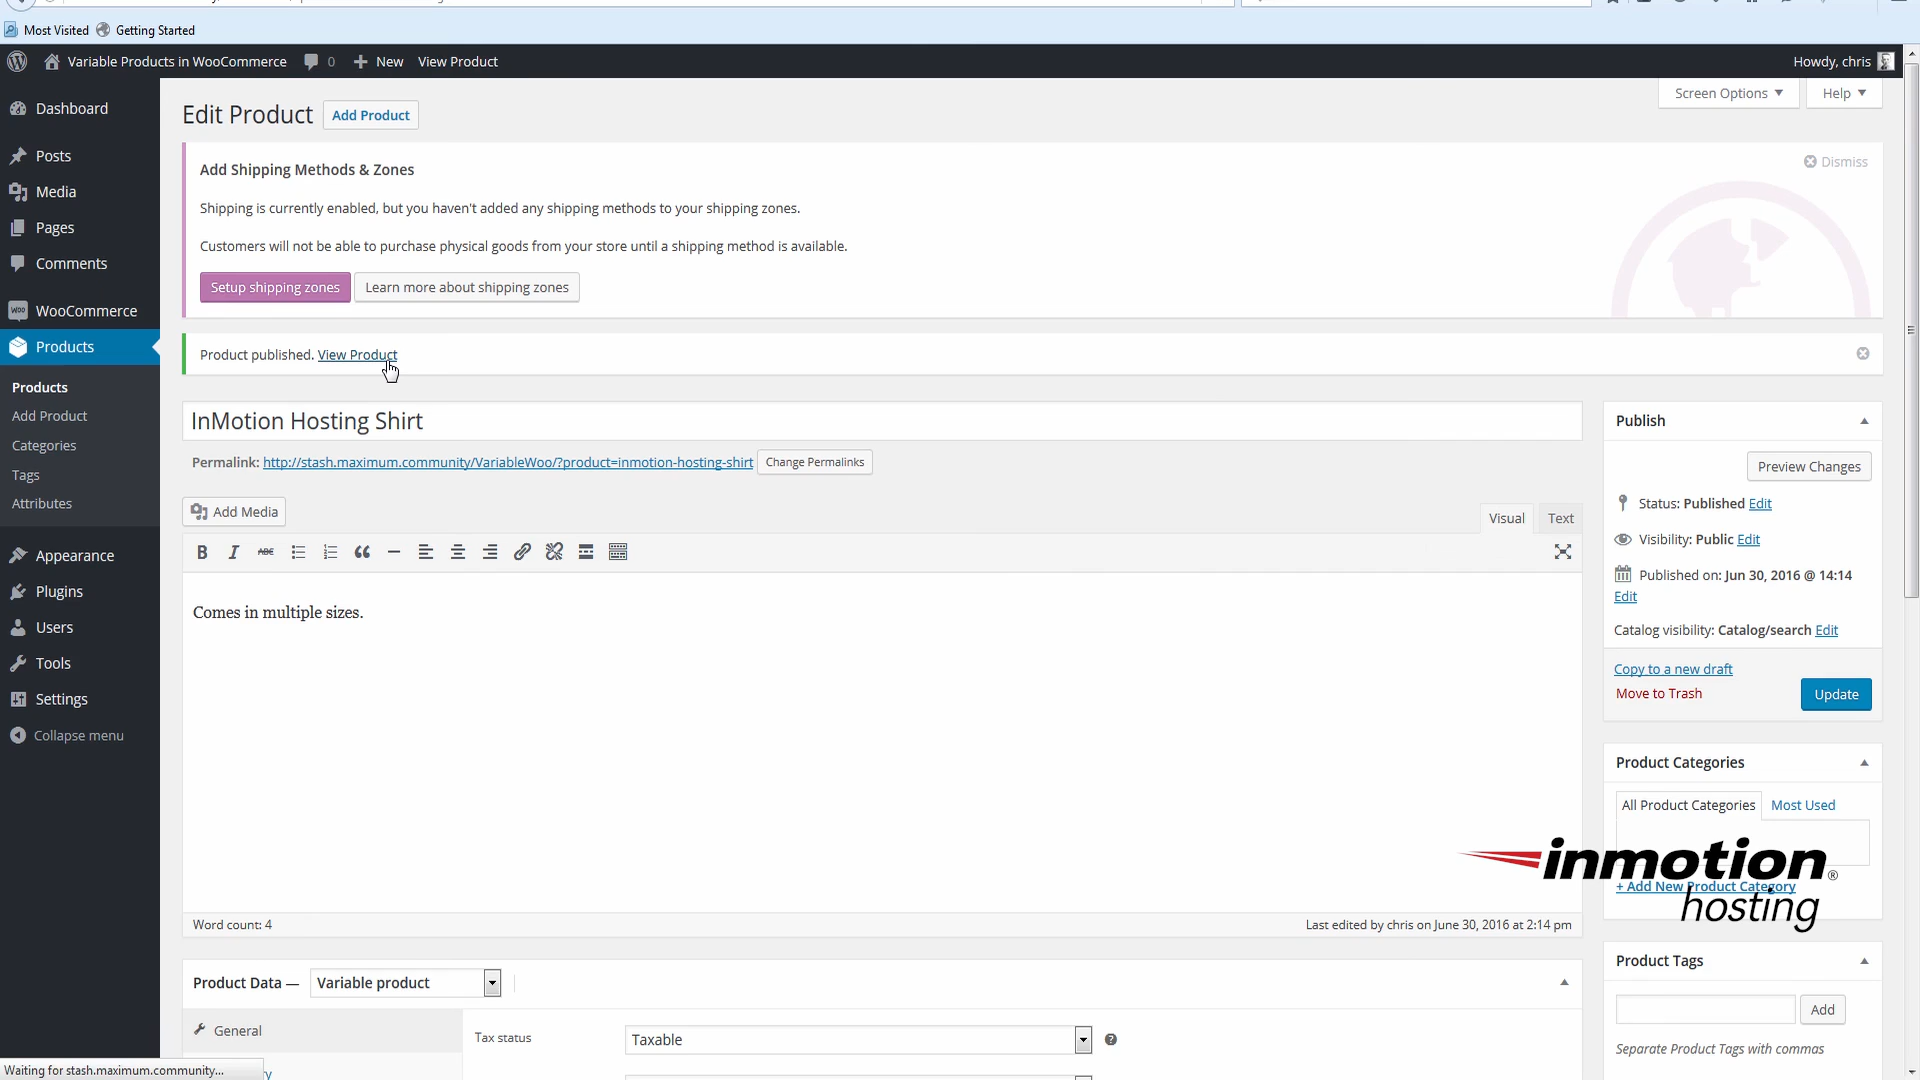 Most Visited Getting Started
Variable Products in WooCommerce 0 New View Product Howdy, chris
Screen Options Help
Dashboard
Posts
Media
Pages
Comments
WooCommerce
Products
Products
Add Product
Categories
Tags
Attributes
Appearance
Plugins
Users
Tools
Settings
Collapse menu
Edit Product Add Product
Add Shipping Methods & Zones
Dismiss
Shipping is currently enabled, but you haven't added any shipping methods to your shipping zones.
Customers will not be able to purchase physical goods from your store until a shipping method is available.
Setup shipping zones Learn more about shipping zones
Product published. View Product
InMotion Hosting Shirt
Permalink: http://stash.maximum.community/VariableWoo/?product=inmotion-hosting-shirt Change Permalinks
Add Media
Visual Text
B I ABC
Comes in multiple sizes.
Word count: 4
Last edited by chris on June 30, 2016 at 2:14 pm
Product Data — Variable product
General
Tax status Taxable
Publish
Preview Changes
Status: Published Edit
Visibility: Public Edit
Published on: Jun 30, 2016 @ 14:14
Edit
Catalog visibility: Catalog/search Edit
Copy to a new draft
Move to Trash
Update
Product Categories
All Product Categories Most Used
+ Add New Product Category
inmotion®
hosting
Product Tags
Add
Separate Product Tags with commas
Waiting for stash.maximum.community...